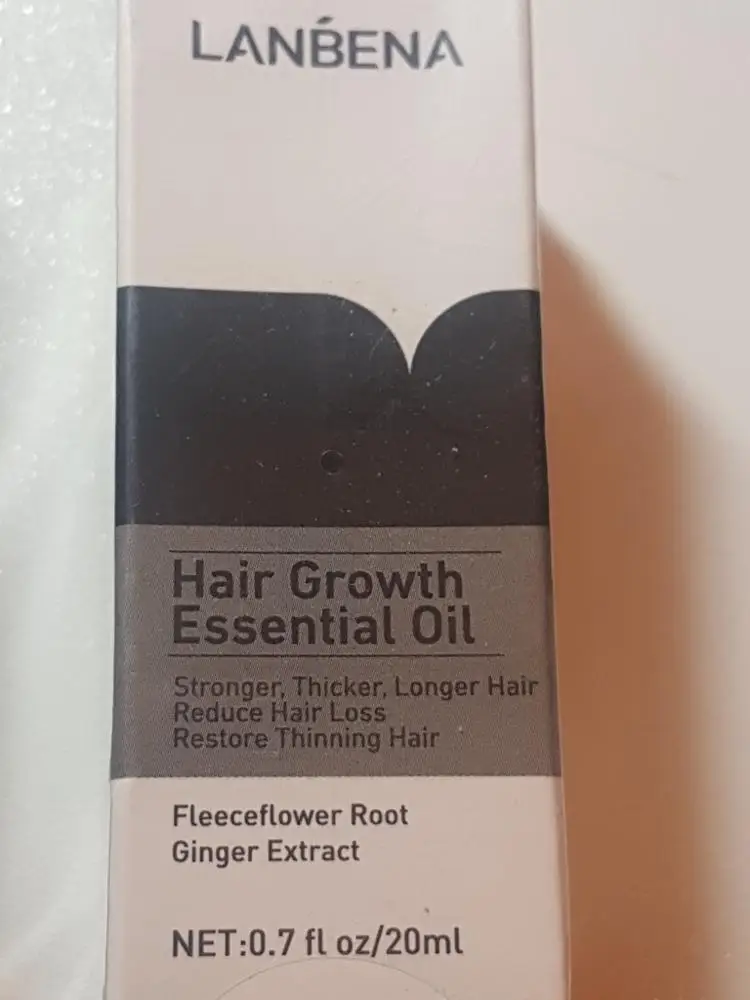 LANBENA
Hair Growth
Essential Oil
Stronger, Thicker, Longer Hair
Reduce Hair Loss
Restore Thinning Hair
Fleeceflower Root
Ginger Extract
NET:0.7 fl oz/20ml